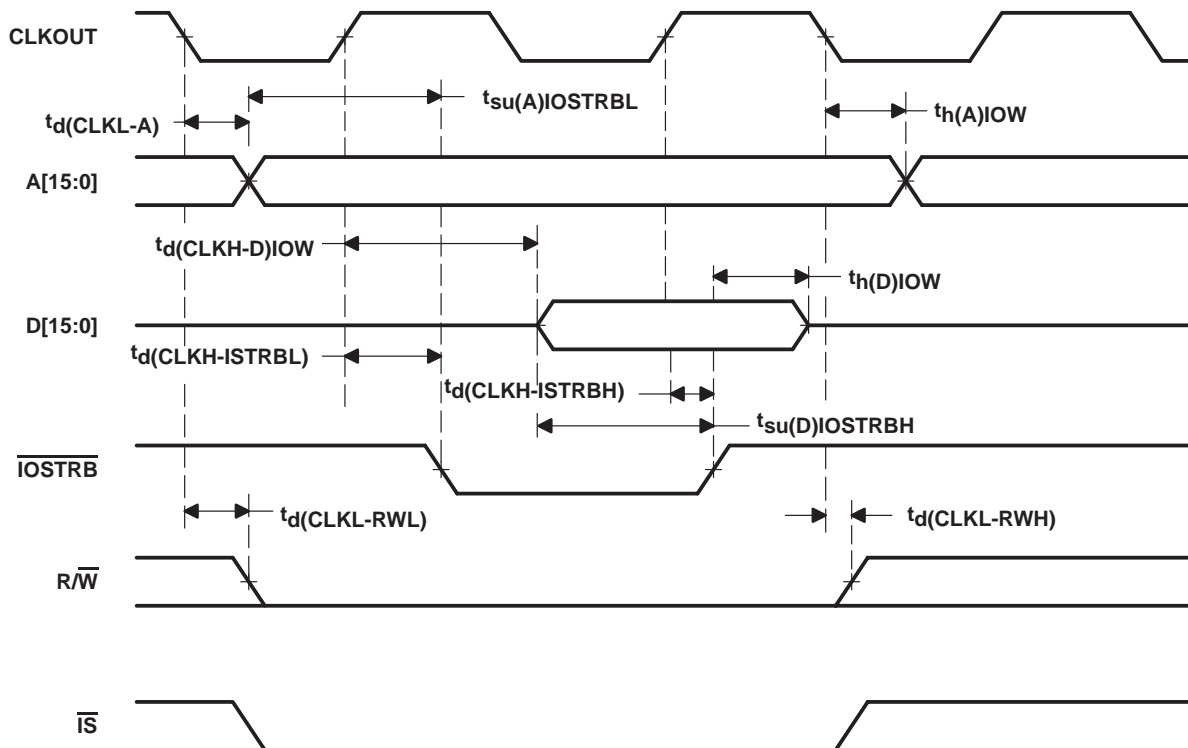 CLKOUT
tsu(A)IOSTRBL
td(CLKL-A)
th(A)IOW
A[15:0]
td(CLKH-D)IOW
th(D)IOW
D[15:0]
td(CLKH-ISTRBL)
td(CLKH-ISTRBH)
tsu(D)IOSTRBH
IOSTRB
td(CLKL-RWL)
td(CLKL-RWH)
R/W
IS